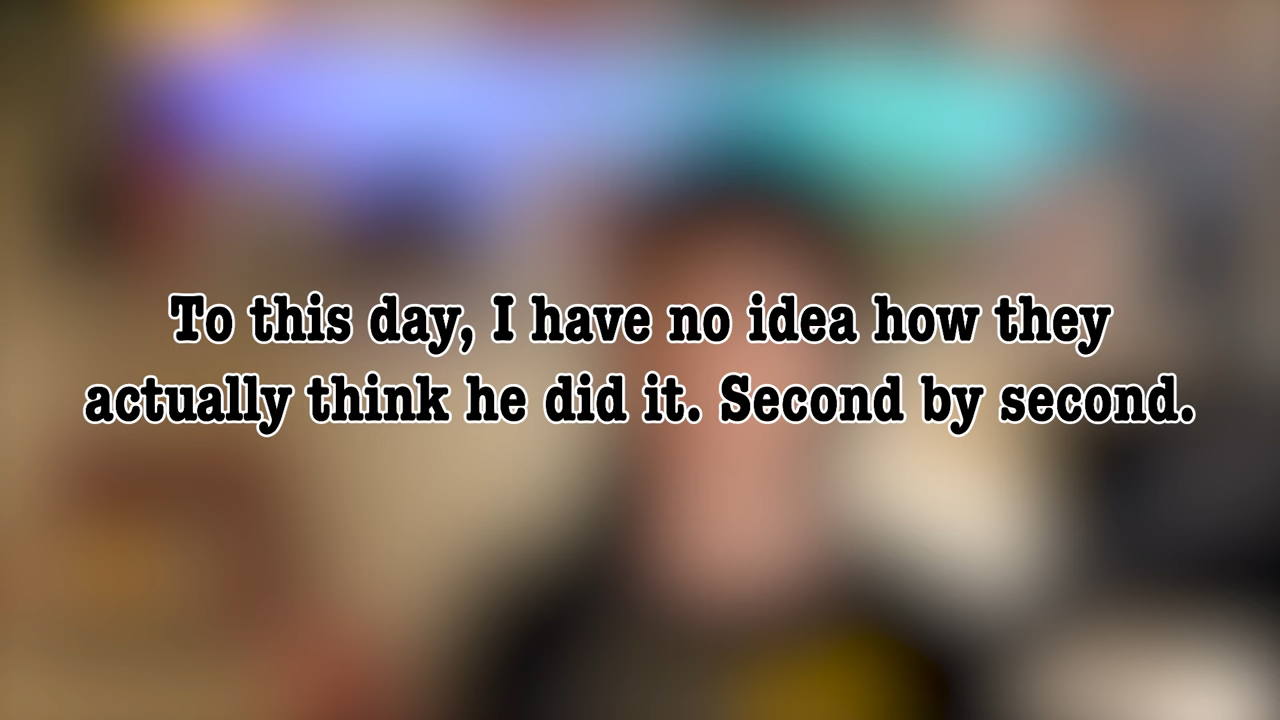 To this day, I have no idea how they
actually think he did it. Second by second.